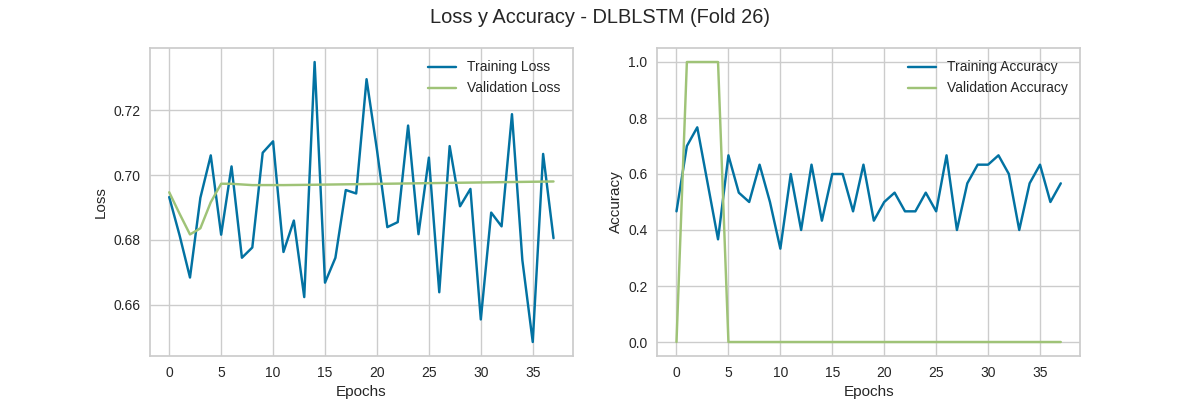 Loss y Accuracy - DLBLSTM (Fold 26)
Training Loss
Validation Loss
0.72
0.70
0.68
0.66
Loss
0 5 10 15 20 25 30 35
Epochs
Training Accuracy
Validation Accuracy
1.0
0.8
0.6
0.4
0.2
0.0
Accuracy
0 5 10 15 20 25 30 35
Epochs